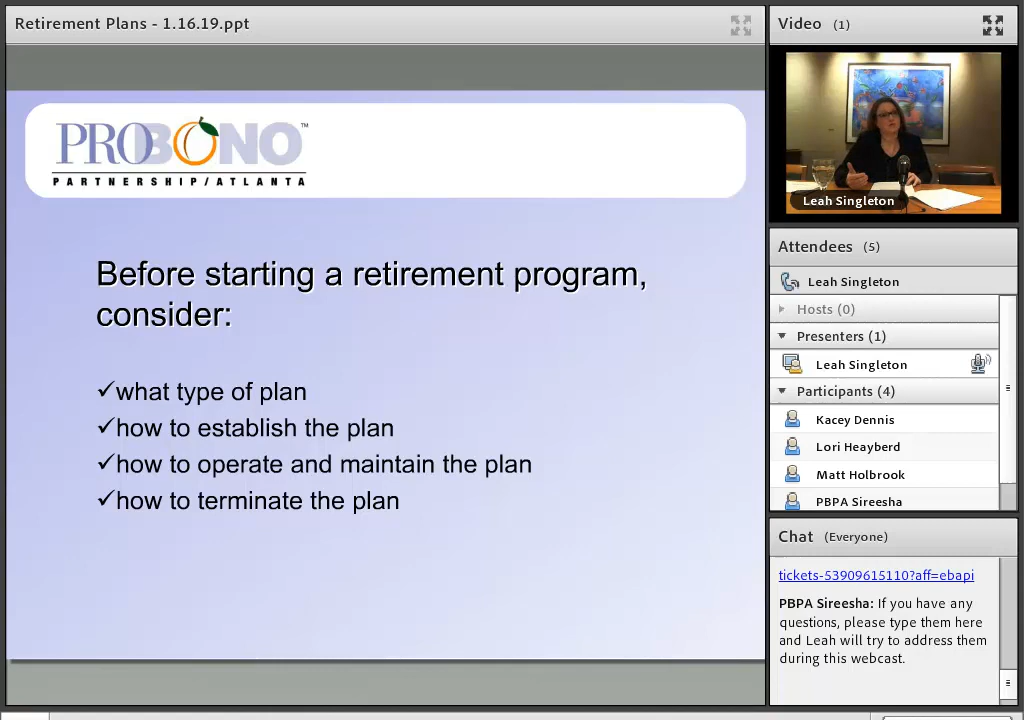 Retirement Plans - 1.16.19.ppt
PROBONO™
PARTNERSHIP/ATLANTA
Before starting a retirement program,
consider:
✓what type of plan
✓how to establish the plan
✓how to operate and maintain the plan
✓how to terminate the plan
Video (1)
Leah Singleton
Attendees (5)
Leah Singleton
Hosts (0)
Presenters (1)
Leah Singleton
Participants (4)
Kacey Dennis
Lori Heayberd
Matt Holbrook
PBPA Sireesha
Chat (Everyone)
tickets-53909615110?aff=ebapi
PBPA Sireesha: If you have any
questions, please type them here
and Leah will try to address them
during this webcast.